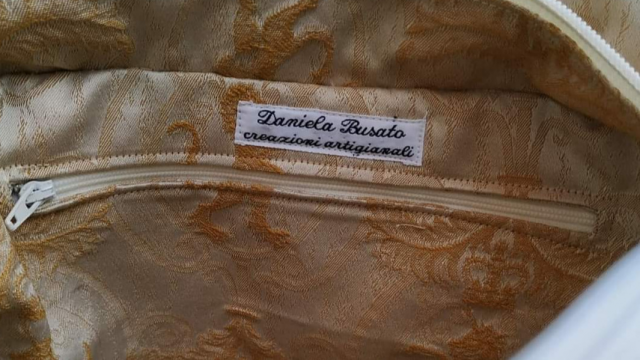 Daniela Busato
creazioni artigianali